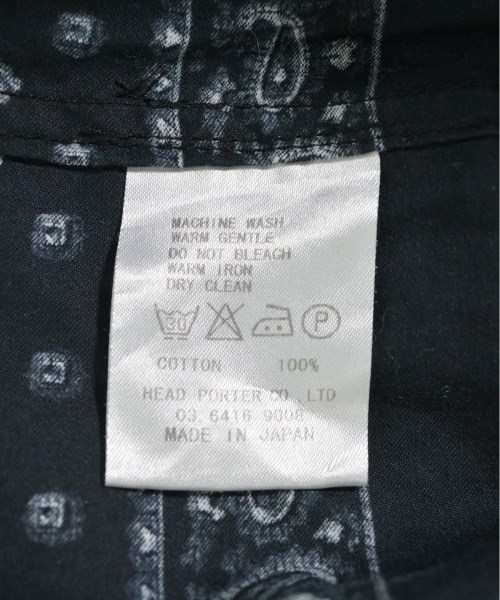 MACHINE WASH
WARM GENTLE
DO NOT BLEACH
WARM IRON
DRY CLEAN
30 P
COTTON 100%
HEAD PORTER CO.,LTD
03 6416 9008
MADE IN JAPAN